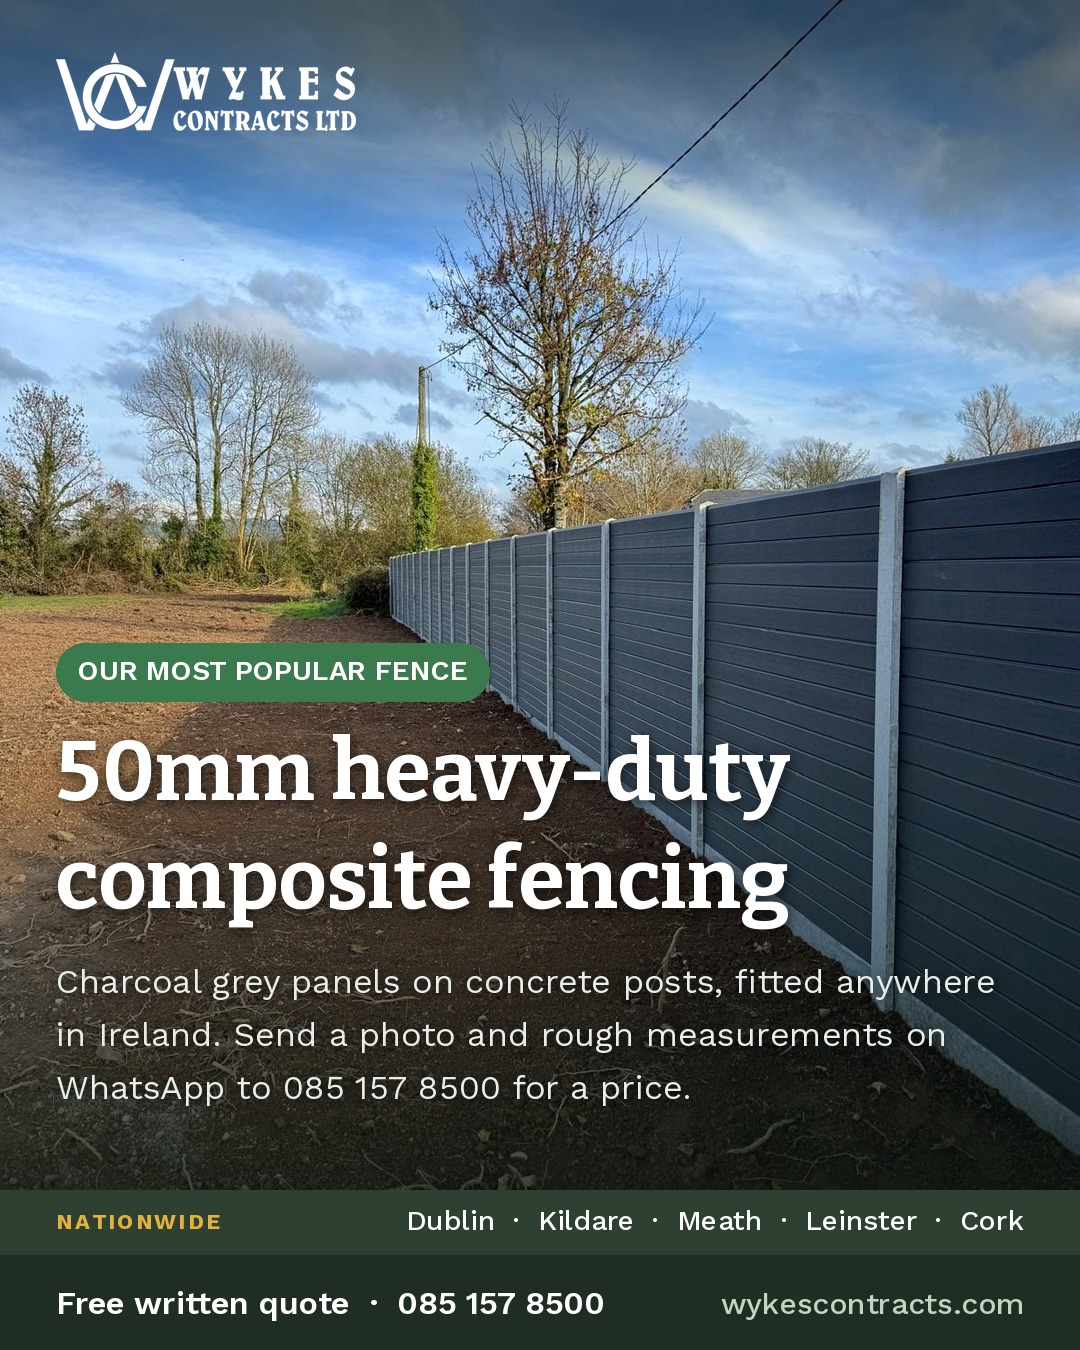 WYKES
CONTRACTS LTD
OUR MOST POPULAR FENCE
50mm heavy-duty
composite fencing
Charcoal grey panels on concrete posts, fitted anywhere
in Ireland. Send a photo and rough measurements on
WhatsApp to 085 157 8500 for a price.
NATIONWIDE Dublin · Kildare · Meath · Leinster · Cork
Free written quote · 085 157 8500 wykescontracts.com